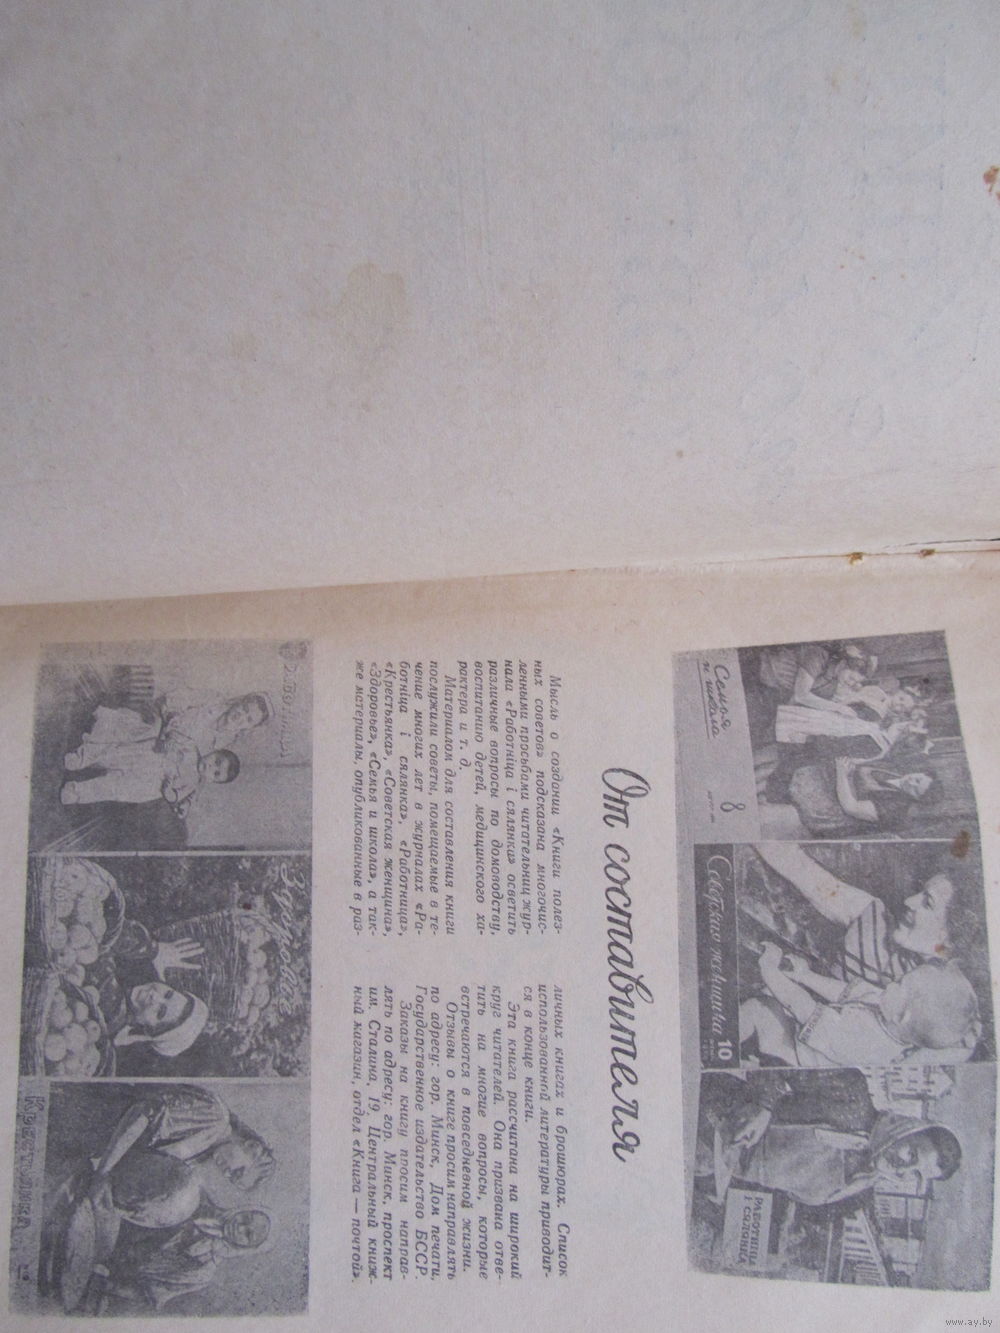 Семья
и школа
8
Советская женщина
10
РАБОТНІЦА
І СЯЛЯНКА
От составителя
Мысль о создании «Книги полез-
ных советов» подсказана многочис-
ленными просьбами читательниц жур-
нала «Работніца і сялянка» осветить
различные вопросы по домоводству,
воспитанию детей, медицинского ха-
рактера и т. д.
Материалом для составления книги
послужили советы, помещаемые в те-
чение многих лет в журналах «Ра-
ботніца і сялянка», «Работница»,
«Крестьянка», «Советская женщина»,
«Здоровье», «Семья и школа», а так-
же материалы, опубликованные в раз-
личных книгах и брошюрах. Список
использованной литературы приводит-
ся в конце книги.
Эта книга рассчитана на широкий
круг читателей. Она призвана отве-
тить на многие вопросы, которые
встречаются в повседневной жизни.
Отзывы о книге просим направлять
по адресу: гор. Минск, Дом печати,
Государственное издательство БССР.
Заказы на книгу просим направ-
лять по адресу: гор. Минск, проспект
им. Сталина, 19, Центральный книж-
ный магазин, отдел «Книга — почтой».
Работница
Здоровье
КРЕСТЬЯНКА
www.ay.by